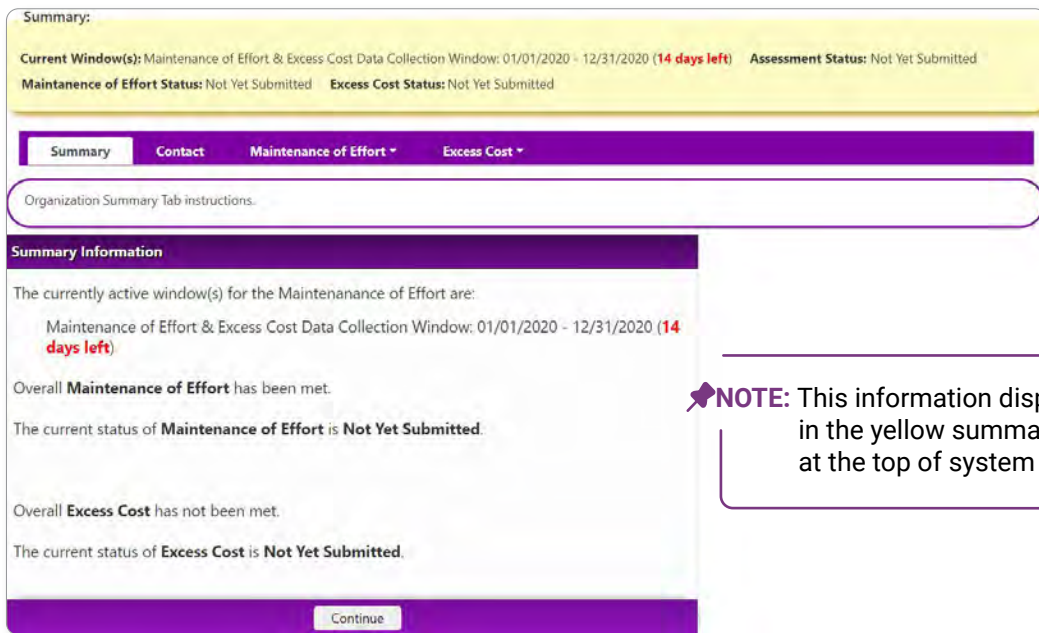 Summary:
Current Window(s): Maintenance of Effort & Excess Cost Data Collection Window: 01/01/2020 - 12/31/2020 (14 days left) Assessment Status: Not Yet Submitted
Maintanence of Effort Status: Not Yet Submitted Excess Cost Status: Not Yet Submitted
Summary Contact Maintenance of Effort Excess Cost
Organization Summary Tab instructions.
Summary Information
The currently active window(s) for the Maintenanance of Effort are:
Maintenance of Effort & Excess Cost Data Collection Window: 01/01/2020 - 12/31/2020 (14
days left)
Overall Maintenance of Effort has been met.
The current status of Maintenance of Effort is Not Yet Submitted.
Overall Excess Cost has not been met.
The current status of Excess Cost is Not Yet Submitted.
Continue
NOTE: This information disp
in the yellow summa
at the top of system